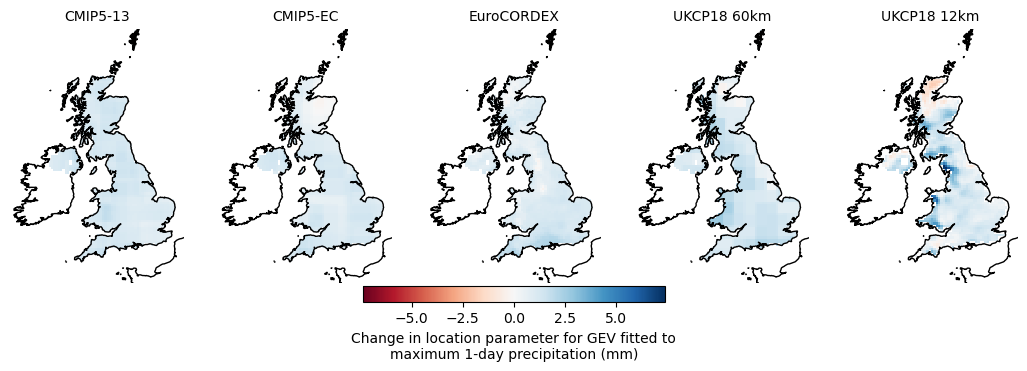 CMIP5-13
CMIP5-EC
EuroCORDEX
UKCP18 60km
UKCP18 12km
−5.0
−2.5
0.0
2.5
5.0
Change in location parameter for GEV fitted to
maximum 1-day precipitation (mm)